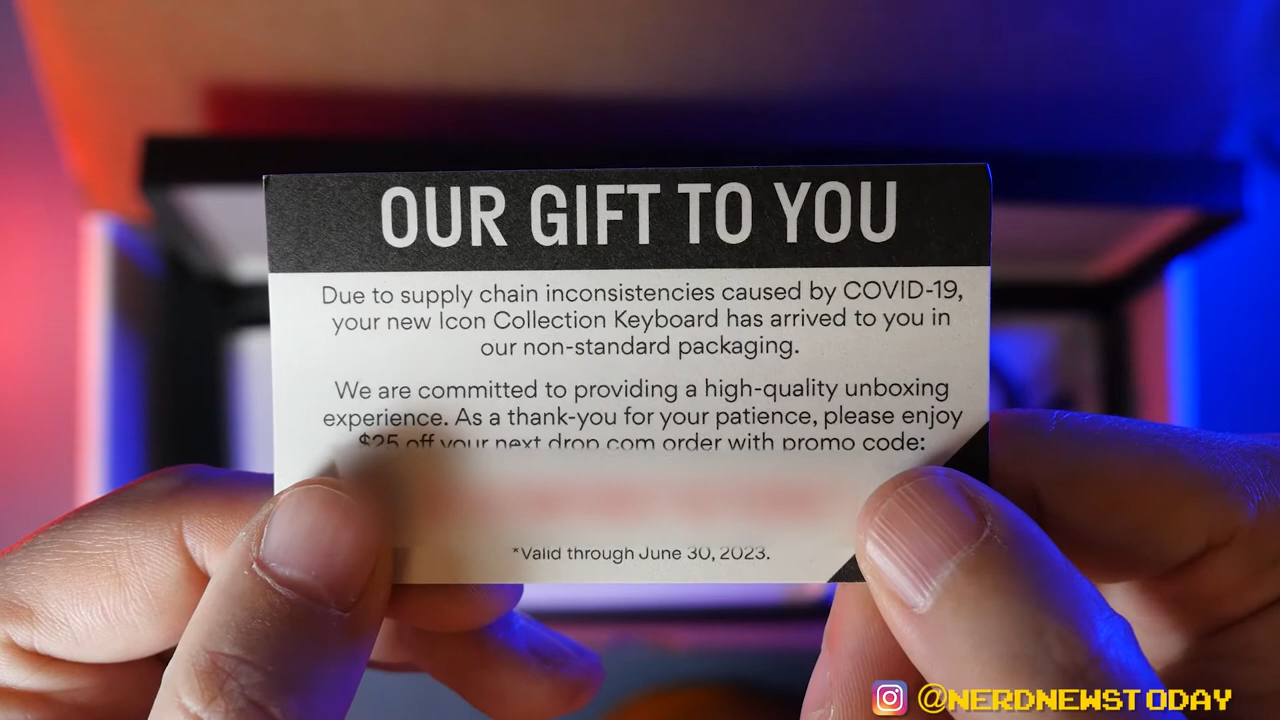 OUR GIFT TO YOU
Due to supply chain inconsistencies caused by COVID-19,
your new Icon Collection Keyboard has arrived to you in
our non-standard packaging.
We are committed to providing a high-quality unboxing
experience. As a thank-you for your patience, please enjoy
$25 off your next drop.com order with promo code:
*Valid through June 30, 2023.
@NERDNEWSTODAY